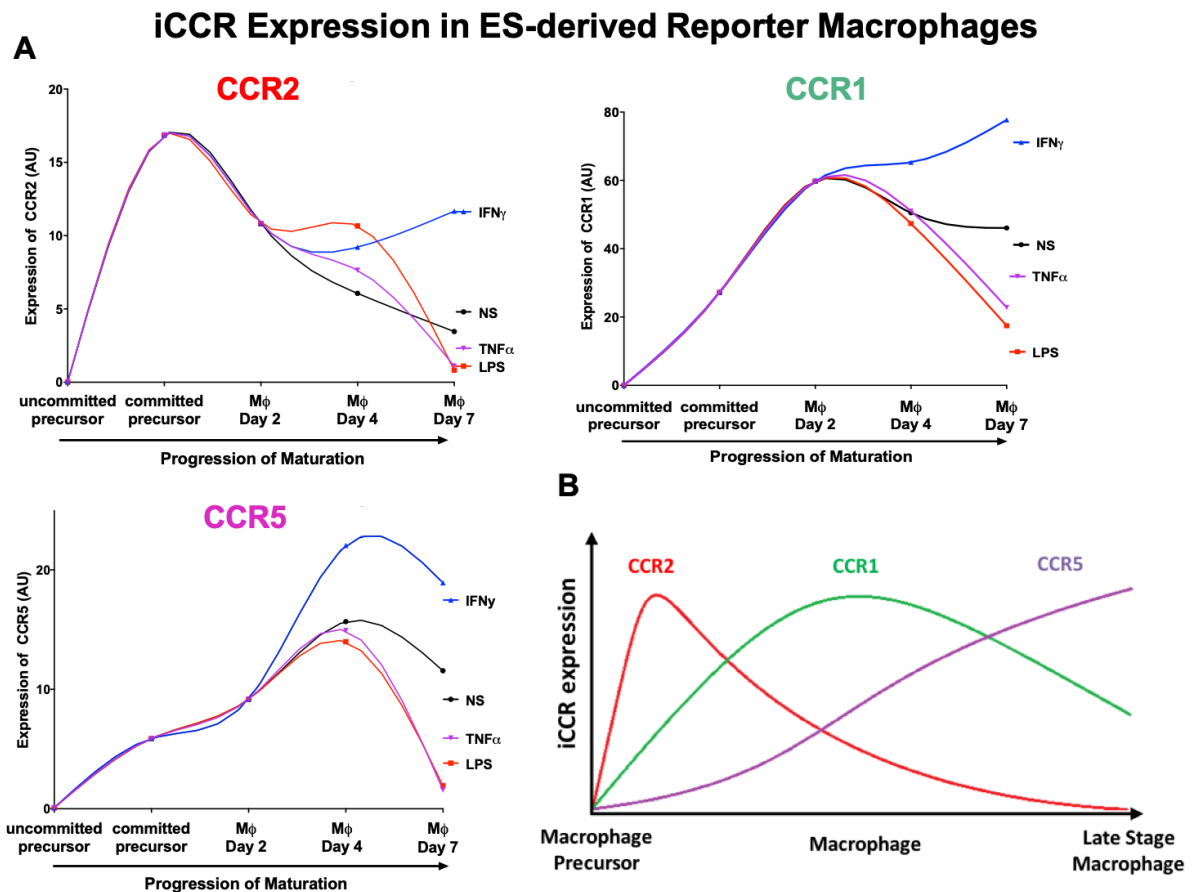 iCCR Expression in ES-derived Reporter Macrophages
A
CCR2
Expression of CCR2 (AU)
20
15
10
5
0
IFNγ
NS
TNFα
LPS
uncommitted precursor
committed precursor
Mϕ Day 2
Mϕ Day 4
Mϕ Day 7
Progression of Maturation
CCR1
Expression of CCR1 (AU)
80
60
40
20
0
IFNγ
NS
TNFα
LPS
uncommitted precursor
committed precursor
Mϕ Day 2
Mϕ Day 4
Mϕ Day 7
Progression of Maturation
CCR5
Expression of CCR5 (AU)
20
10
0
IFNy
NS
TNFα
LPS
uncommitted precursor
committed precursor
Mϕ Day 2
Mϕ Day 4
Mϕ Day 7
Progression of Maturation
B
iCCR expression
CCR2
CCR1
CCR5
Macrophage Precursor
Macrophage
Late Stage Macrophage